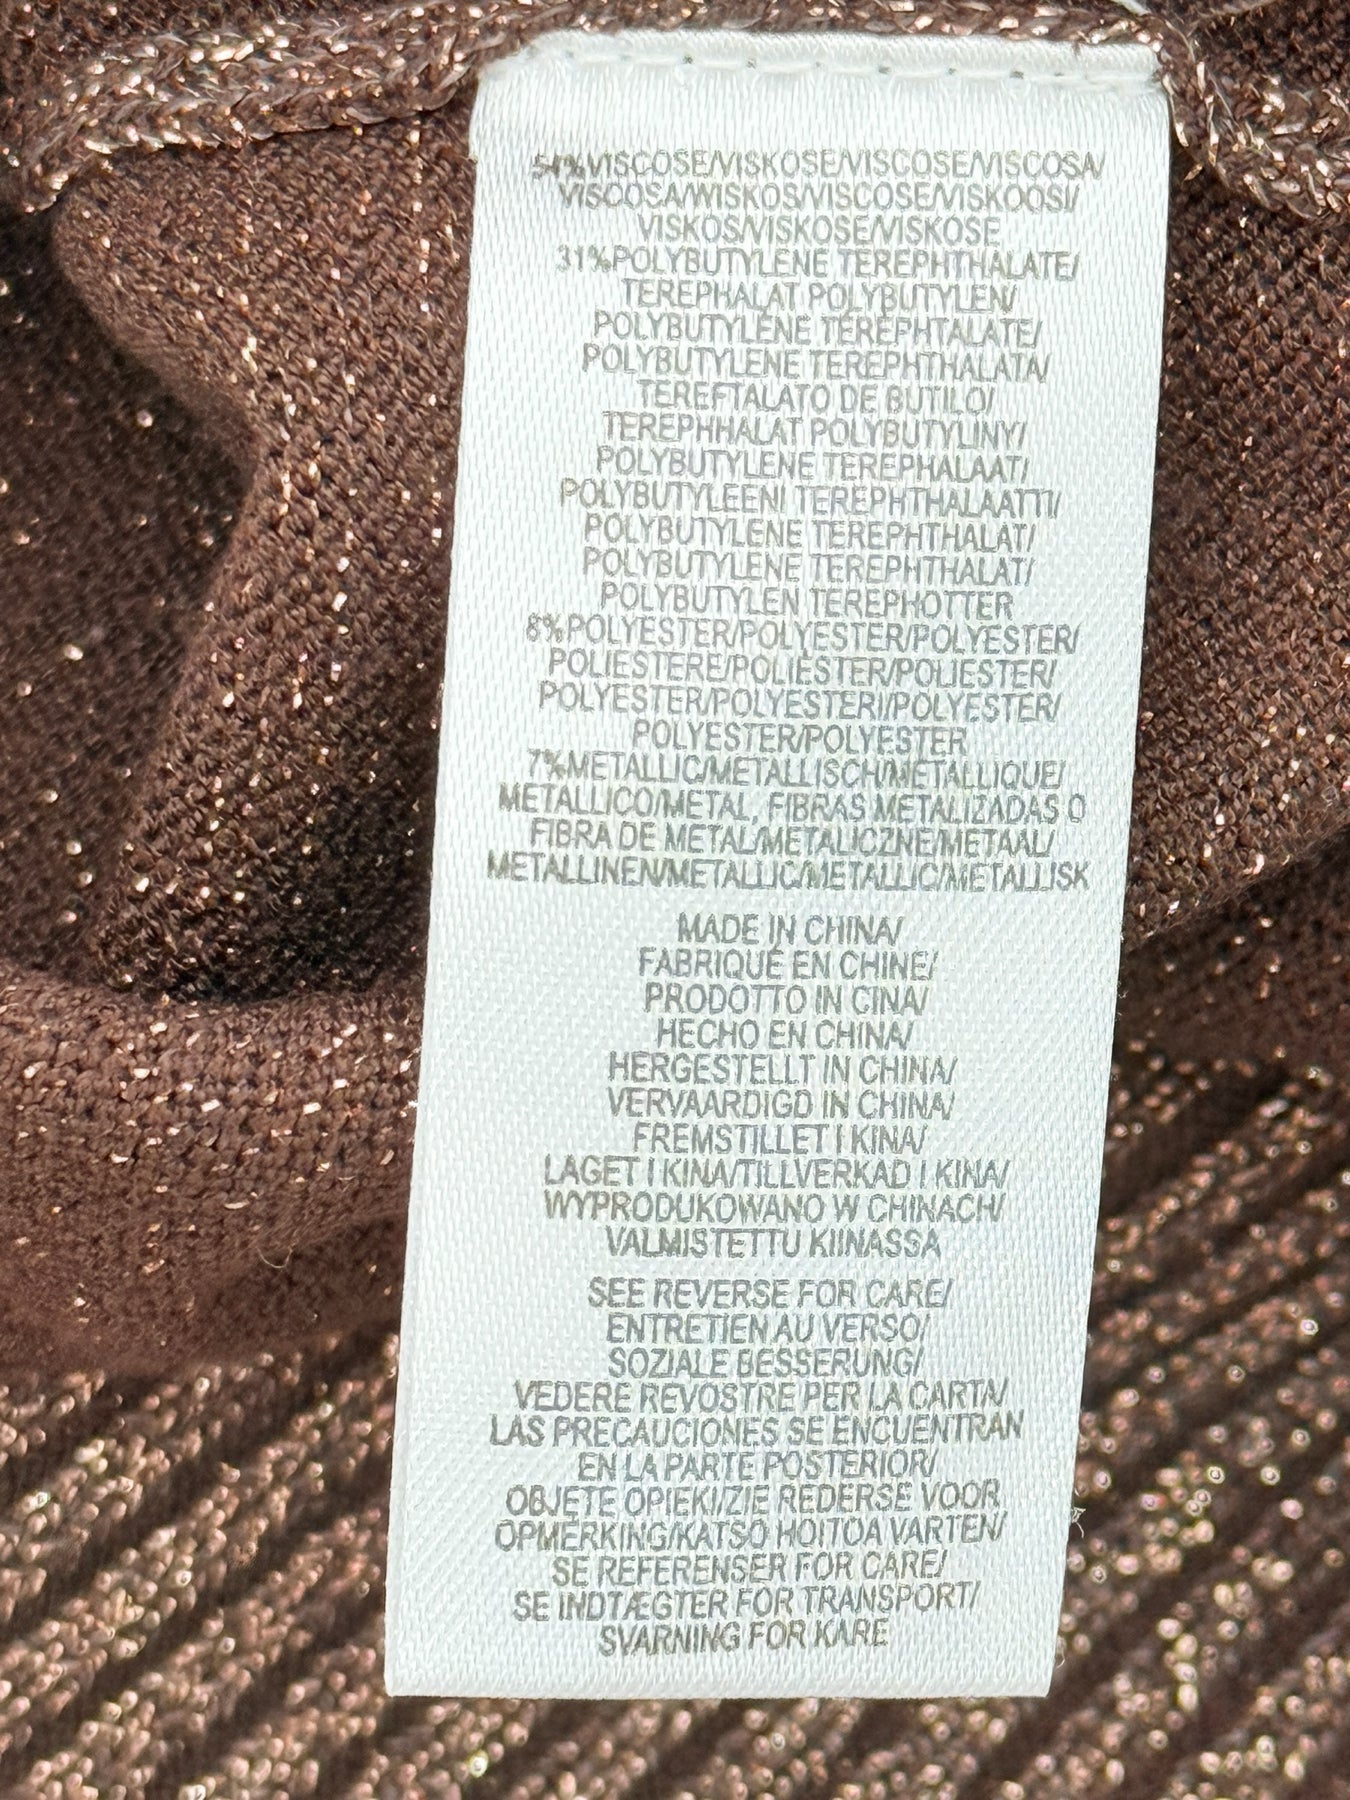 54%VISCOSE/VISKOSE/VISCOSE/VISCOSA/
VISCOSA/WISKOS/VISCOSE/VISKOOSI/
VISKOS/VISKOSE/VISKOSE
31%POLYBUTYLENE TEREPHTHALATE/
TEREPHALAT POLYBUTYLEN/
POLYBUTYLENE TEREPHTALATE/
POLYBUTYLENE TEREPHTHALATA/
TEREFTALATO DE BUTILO/
TEREPHHALAT POLYBUTYLINY/
POLYBUTYLENE TEREPHALAAT/
POLYBUTYLEENI TEREPHTHALAATTI/
POLYBUTYLENE TEREPHTHALAT/
POLYBUTYLENE TEREPHTHALAT/
POLYBUTYLEN TEREPHOTTER
8%POLYESTER/POLYESTER/POLYESTER/
POLIESTERE/POLIÉSTER/POLIESTER/
POLYESTER/POLYESTERI/POLYESTER/
POLYESTER/POLYESTER
7%METALLIC/METALLISCH/METALLIQUE/
METALLICO/METAL, FIBRAS METALIZADAS O
FIBRA DE METAL/METALICZNE/METAAL/
METALLINEN/METALLIC/METALLIC/METALLISK
MADE IN CHINA/
FABRIQUÉ EN CHINE/
PRODOTTO IN CINA/
HECHO EN CHINA/
HERGESTELLT IN CHINA/
VERVAARDIGD IN CHINA/
FREMSTILLET I KINA/
LAGET I KINA/TILLVERKAD I KINA/
WYPRODUKOWANO W CHINACH/
VALMISTETTU KIINASSA
SEE REVERSE FOR CARE/
ENTRETIEN AU VERSO/
SOZIALE BESSERUNG/
VEDERE REVOSTRE PER LA CARTA/
LAS PRECAUCIONES SE ENCUENTRAN
EN LA PARTE POSTERIOR/
OBJĘTE OPIEKI/ZIE REDERSE VOOR
OPMERKING/KATSO HOITOA VARTEN/
SE REFERENSER FOR CARE/
SE INDTÆGTER FOR TRANSPORT/
SVARNING FOR KARE